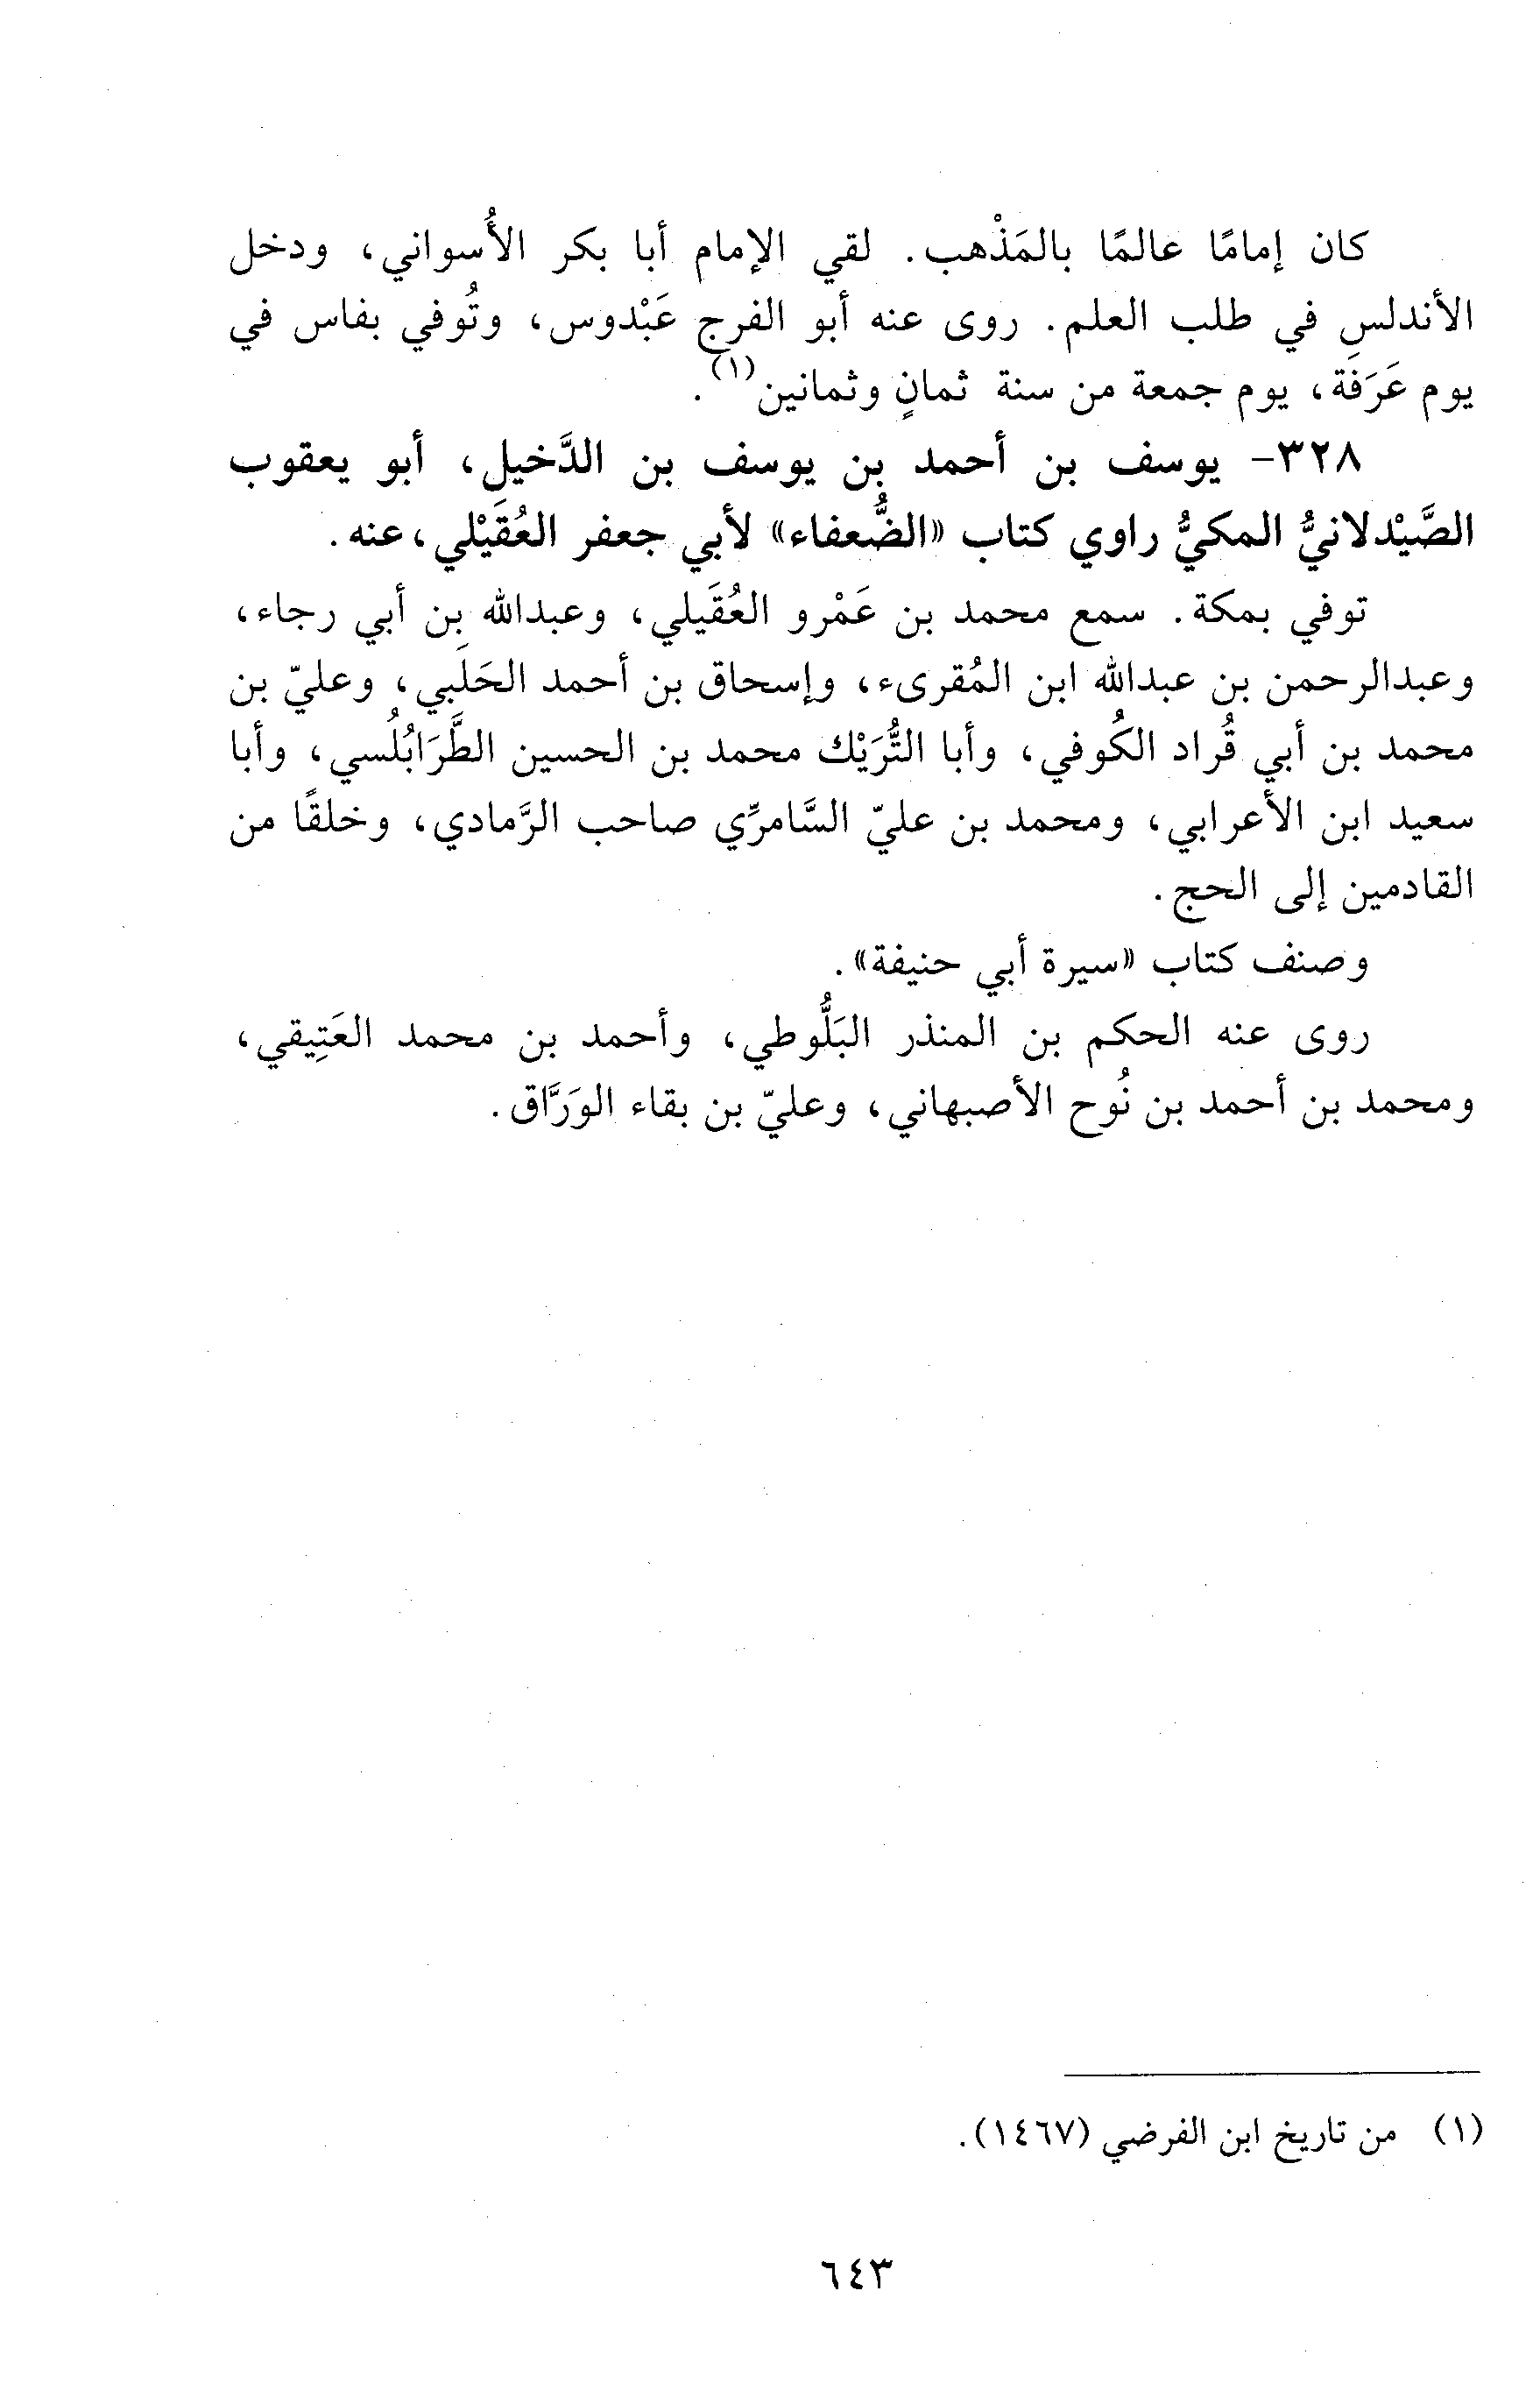 كان إمامًا عالمًا بالمَذْهب. لقي الإمام أبا بكر الأُسواني، ودخل
الأندلس في طلب العلم. روى عنه أبو الفرج عَبْدوس، وتُوفي بفاس في
يوم عَرَفَة، يوم جمعة من سنة ثمانٍ وثمانين(١).
٣٢٨- يوسف بن أحمد بن يوسف بن الدَّخيل، أبو يعقوب
الصَّيْدلانيُّ المكيُّ راوي كتاب «الضُّعفاء» لأبي جعفر العُقَيْلي، عنه.
توفي بمكة. سمع محمد بن عَمْرو العُقَيلي، وعبدالله بن أبي رجاء،
وعبدالرحمن بن عبدالله ابن المُقرىء، وإسحاق بن أحمد الحَلَبي، وعليّ بن
محمد بن أبي قُراد الكُوفي، وأبا التُّرَيْك محمد بن الحسين الطَّرَابُلُسي، وأبا
سعيد ابن الأعرابي، ومحمد بن عليّ السَّامرِّي صاحب الرَّمادي، وخلقًا من
القادمين إلى الحج.
وصنف كتاب «سيرة أبي حنيفة».
روى عنه الحكم بن المنذر البَلُّوطي، وأحمد بن محمد العَتِيقي،
ومحمد بن أحمد بن نُوح الأصبهاني، وعليّ بن بقاء الورَّاق.
(١) من تاريخ ابن الفرضي (١٤٦٧).
٦٤٣